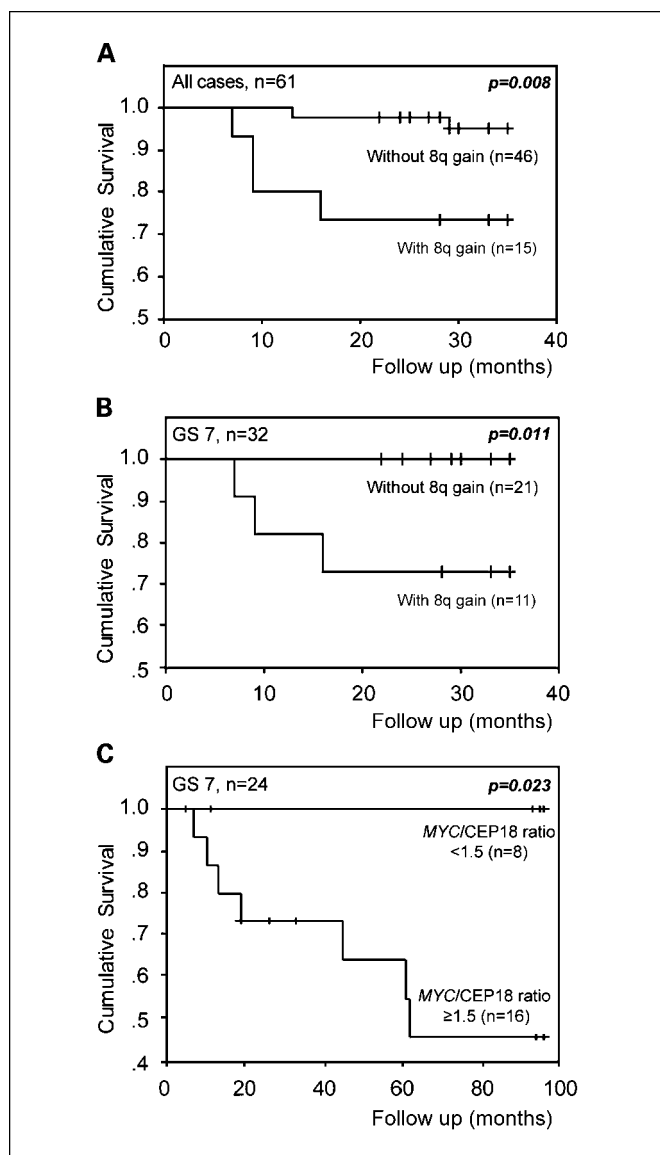 A
All cases, n=61
p=0.008
1.0
.9
.8
.7
.6
.5
Cumulative Survival
Without 8q gain (n=46)
With 8q gain (n=15)
0
10
20
30
40
Follow up (months)
B
GS 7, n=32
p=0.011
1.0
.9
.8
.7
.6
.5
Cumulative Survival
Without 8q gain (n=21)
With 8q gain (n=11)
0
10
20
30
40
Follow up (months)
C
GS 7, n=24
p=0.023
1.0
.9
.8
.7
.6
.5
.4
Cumulative Survival
MYC/CEP18 ratio
<1.5 (n=8)
MYC/CEP18 ratio
≥1.5 (n=16)
0
20
40
60
80
100
Follow up (months)